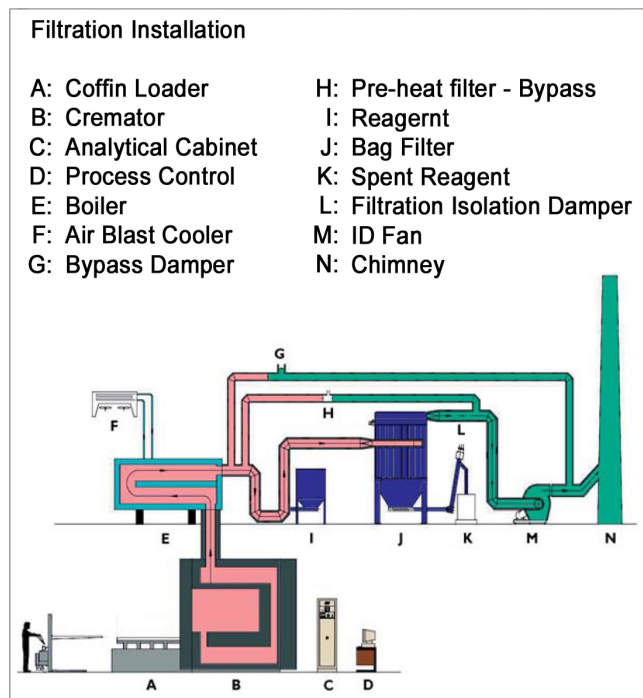 Filtration Installation
A: Coffin Loader
B: Cremator
C: Analytical Cabinet
D: Process Control
E: Boiler
F: Air Blast Cooler
G: Bypass Damper
H: Pre-heat filter - Bypass
I: Reagernt
J: Bag Filter
K: Spent Reagent
L: Filtration Isolation Damper
M: ID Fan
N: Chimney
G
F
H
L
E
I
J
K
M
N
A
B
C
D